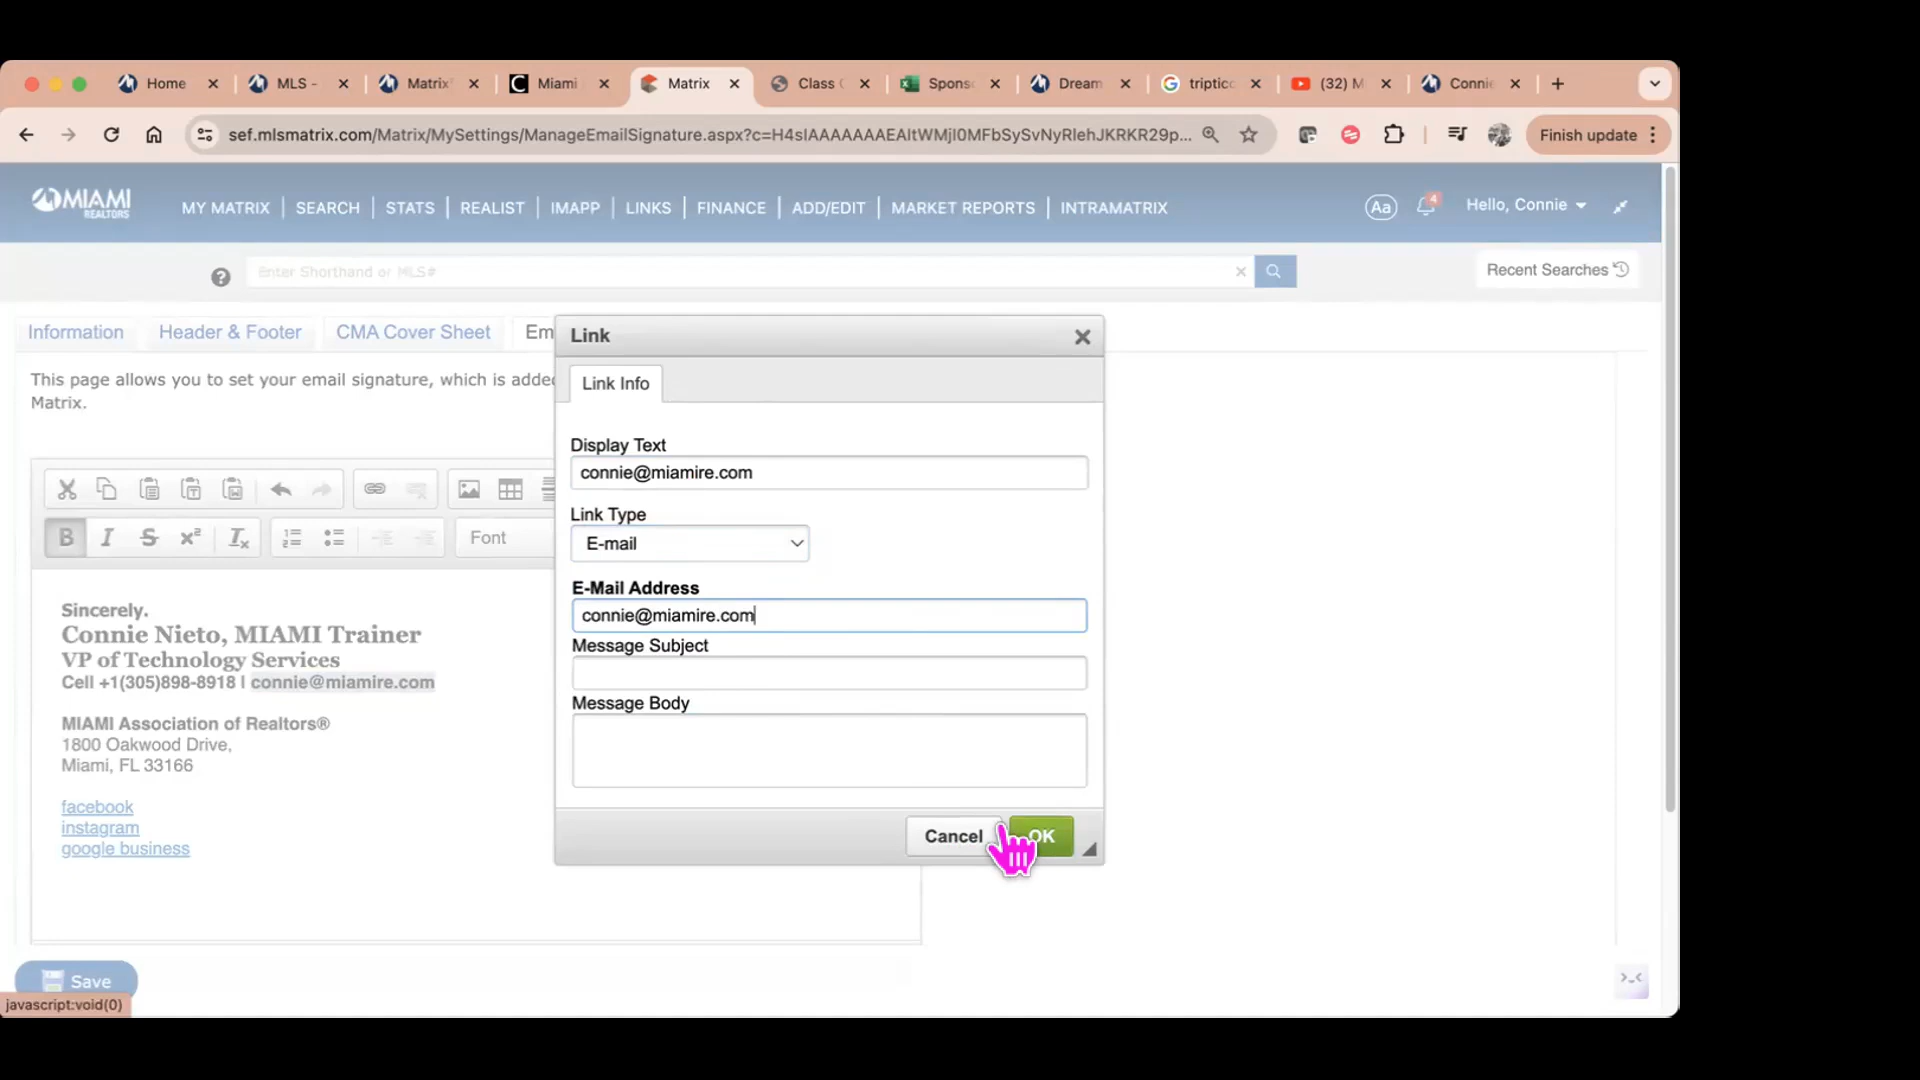 Home
MLS -
Matrix
Miami
Matrix
Class
Spons
Dream
triptic
(32) M
Connie
sef.mlsmatrix.com/Matrix/MySettings/ManageEmailSignature.aspx?c=H4sIAAAAAAAEAItWMjI0MFbSySvNyRIehJKRKR29p...
Finish update
MIAMI
REALTORS
MY MATRIX
SEARCH
STATS
REALIST
IMAPP
LINKS
FINANCE
ADD/EDIT
MARKET REPORTS
INTRAMATRIX
Aa
4
Hello, Connie
Enter Shorthand or MLS#
Recent Searches
Information
Header & Footer
CMA Cover Sheet
Em
This page allows you to set your email signature, which is added
Matrix.
Font
Sincerely.
Connie Nieto, MIAMI Trainer
VP of Technology Services
Cell +1(305)898-8918 l connie@miamire.com
MIAMI Association of Realtors®
1800 Oakwood Drive,
Miami, FL 33166
facebook
instagram
google business
Link
Link Info
Display Text
connie@miamire.com
Link Type
E-mail
E-Mail Address
connie@miamire.com
Message Subject
Message Body
Cancel
OK
Save
javascript:void(0)